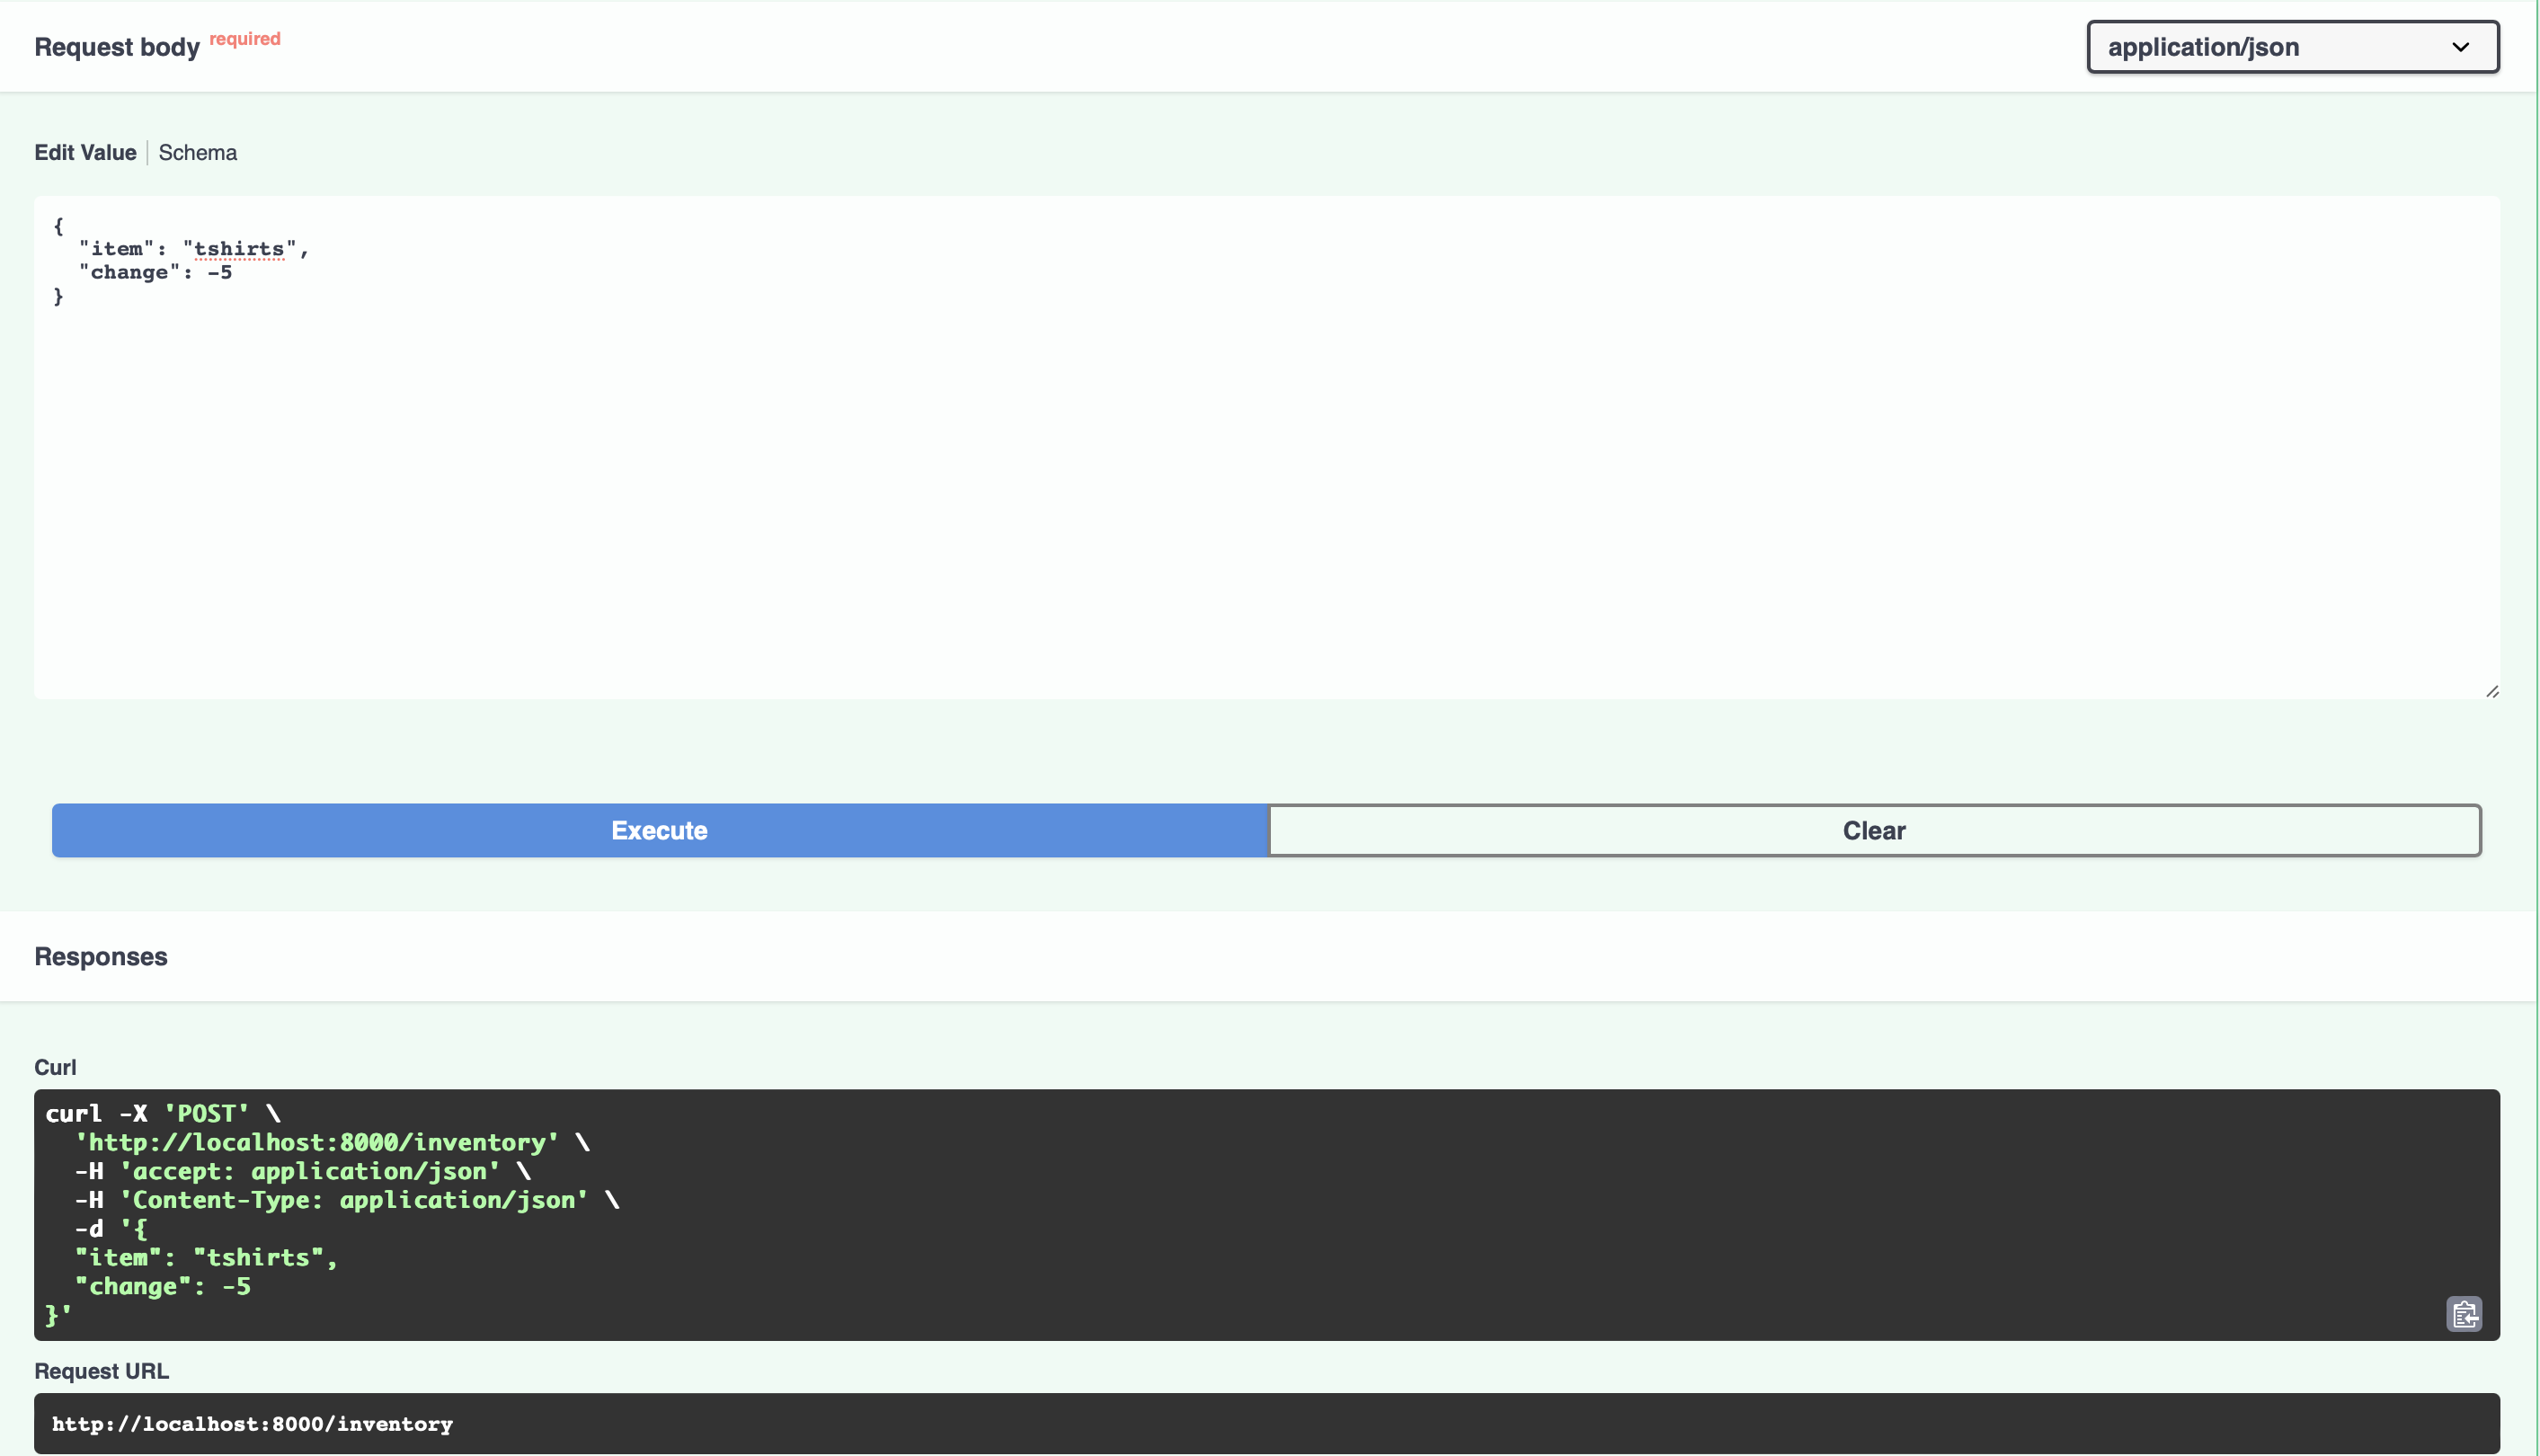 Request body required
application/json
Edit Value | Schema
{
  "item": "tshirts",
  "change": -5
}
Execute
Clear
Responses
Curl
curl -X 'POST' \
  'http://localhost:8000/inventory' \
  -H 'accept: application/json' \
  -H 'Content-Type: application/json' \
  -d '{
  "item": "tshirts",
  "change": -5
}'
Request URL
http://localhost:8000/inventory